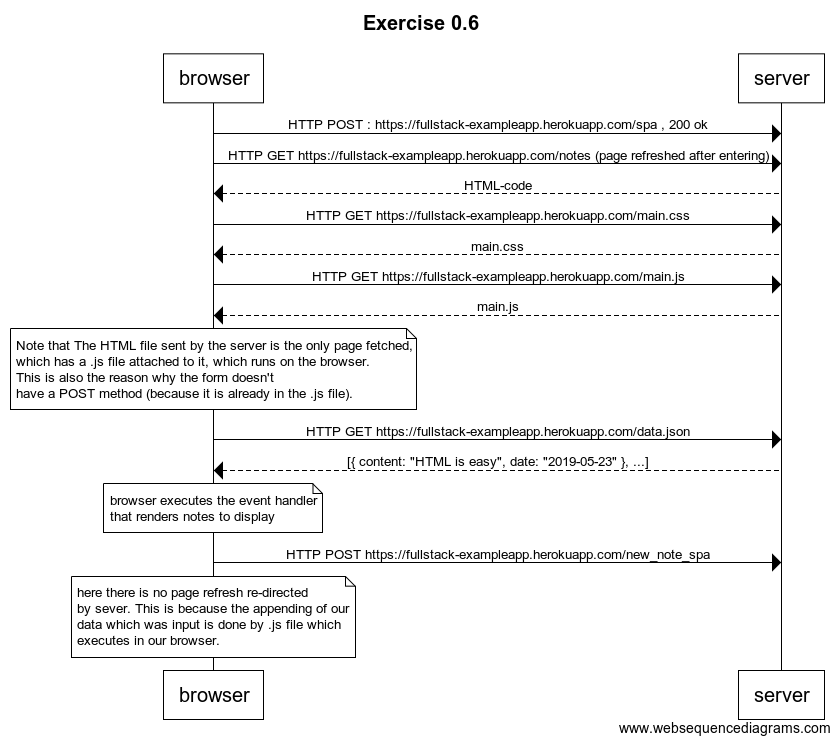 Exercise 0.6
browser
server
HTTP POST : https://fullstack-exampleapp.herokuapp.com/spa , 200 ok
HTTP GET https://fullstack-exampleapp.herokuapp.com/notes (page refreshed after entering)
HTML-code
HTTP GET https://fullstack-exampleapp.herokuapp.com/main.css
main.css
HTTP GET https://fullstack-exampleapp.herokuapp.com/main.js
main.js
Note that The HTML file sent by the server is the only page fetched,
which has a .js file attached to it, which runs on the browser.
This is also the reason why the form doesn't
have a POST method (because it is already in the .js file).
HTTP GET https://fullstack-exampleapp.herokuapp.com/data.json
[{ content: "HTML is easy", date: "2019-05-23" }, ...]
browser executes the event handler
that renders notes to display
HTTP POST https://fullstack-exampleapp.herokuapp.com/new_note_spa
here there is no page refresh re-directed
by sever. This is because the appending of our
data which was input is done by .js file which
executes in our browser.
browser
server
www.websequencediagrams.com